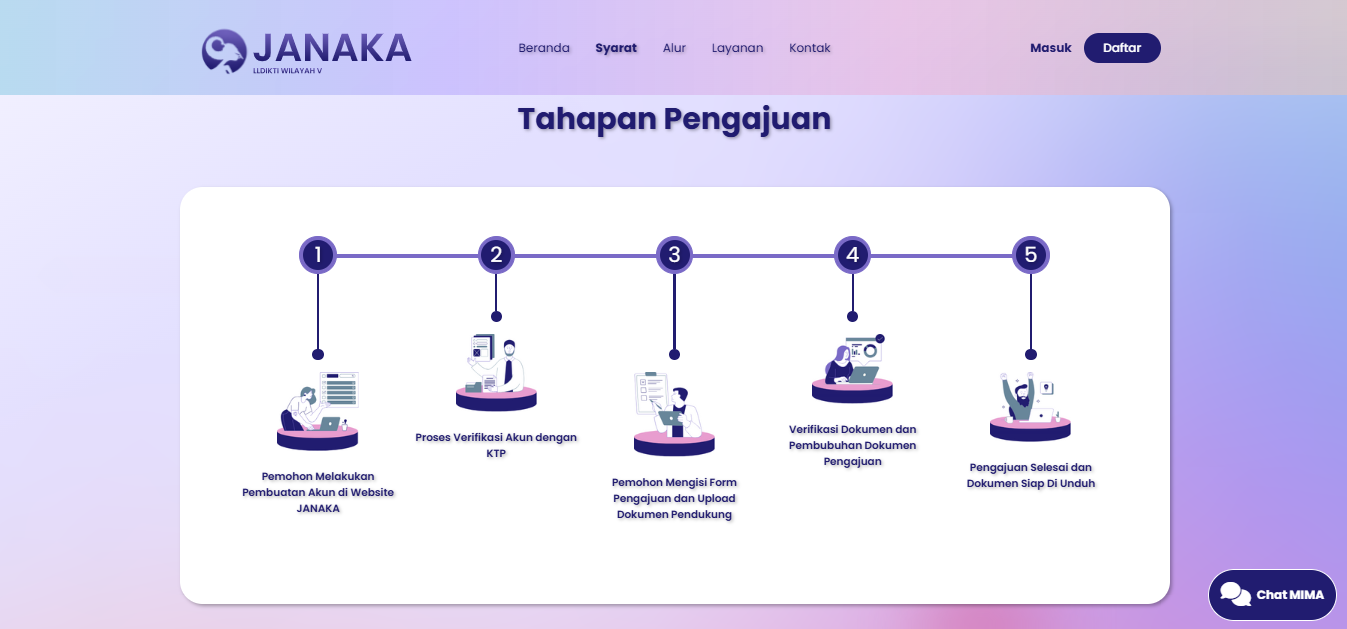 JANAKA
LLDIKTI WILAYAH V
Beranda
Syarat
Alur
Layanan
Kontak
Masuk
Daftar
Tahapan Pengajuan
1
2
3
4
5
Pemohon Melakukan
Pembuatan Akun di Website
JANAKA
Proses Verifikasi Akun dengan
KTP
Pemohon Mengisi Form
Pengajuan dan Upload
Dokumen Pendukung
Verifikasi Dokumen dan
Pembubuhan Dokumen
Pengajuan
Pengajuan Selesai dan
Dokumen Siap Di Unduh
Chat MIMA